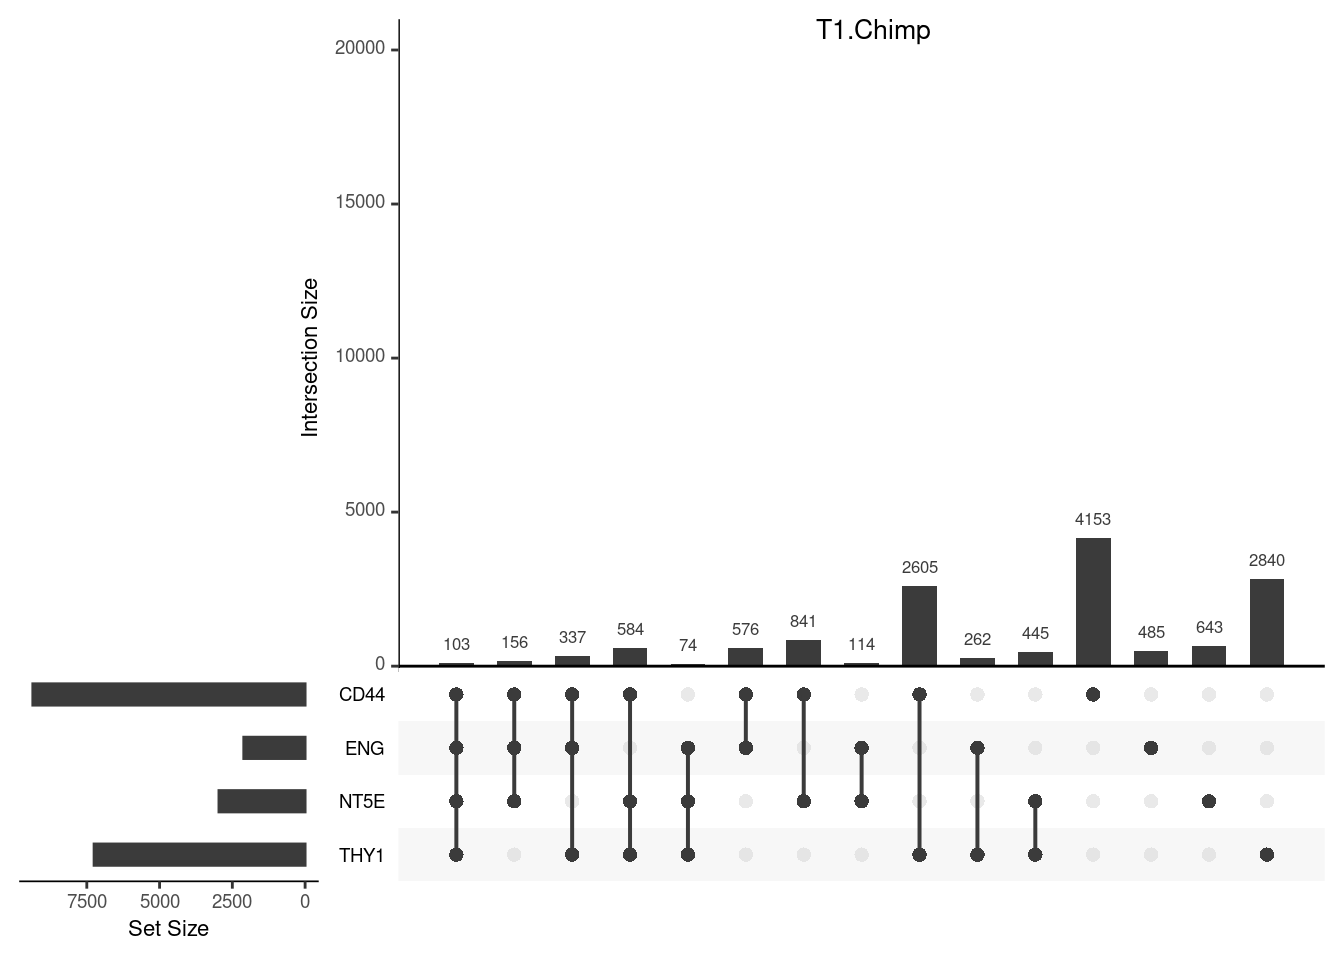 T1.Chimp
20000
15000
10000
5000
0
Intersection Size
103 156 337 584 74 576 841 114 2605 262 445 4153 485 643 2840
CD44
ENG
NT5E
THY1
7500 5000 2500 0
Set Size